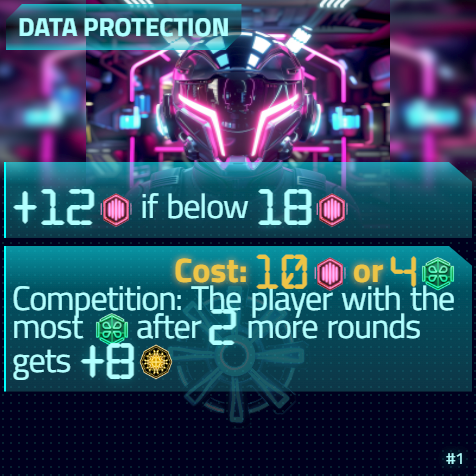 DATA PROTECTION
+12 if below 18
Cost: 10 or 4
Competition: The player with the
most after 2 more rounds
gets +8
#1